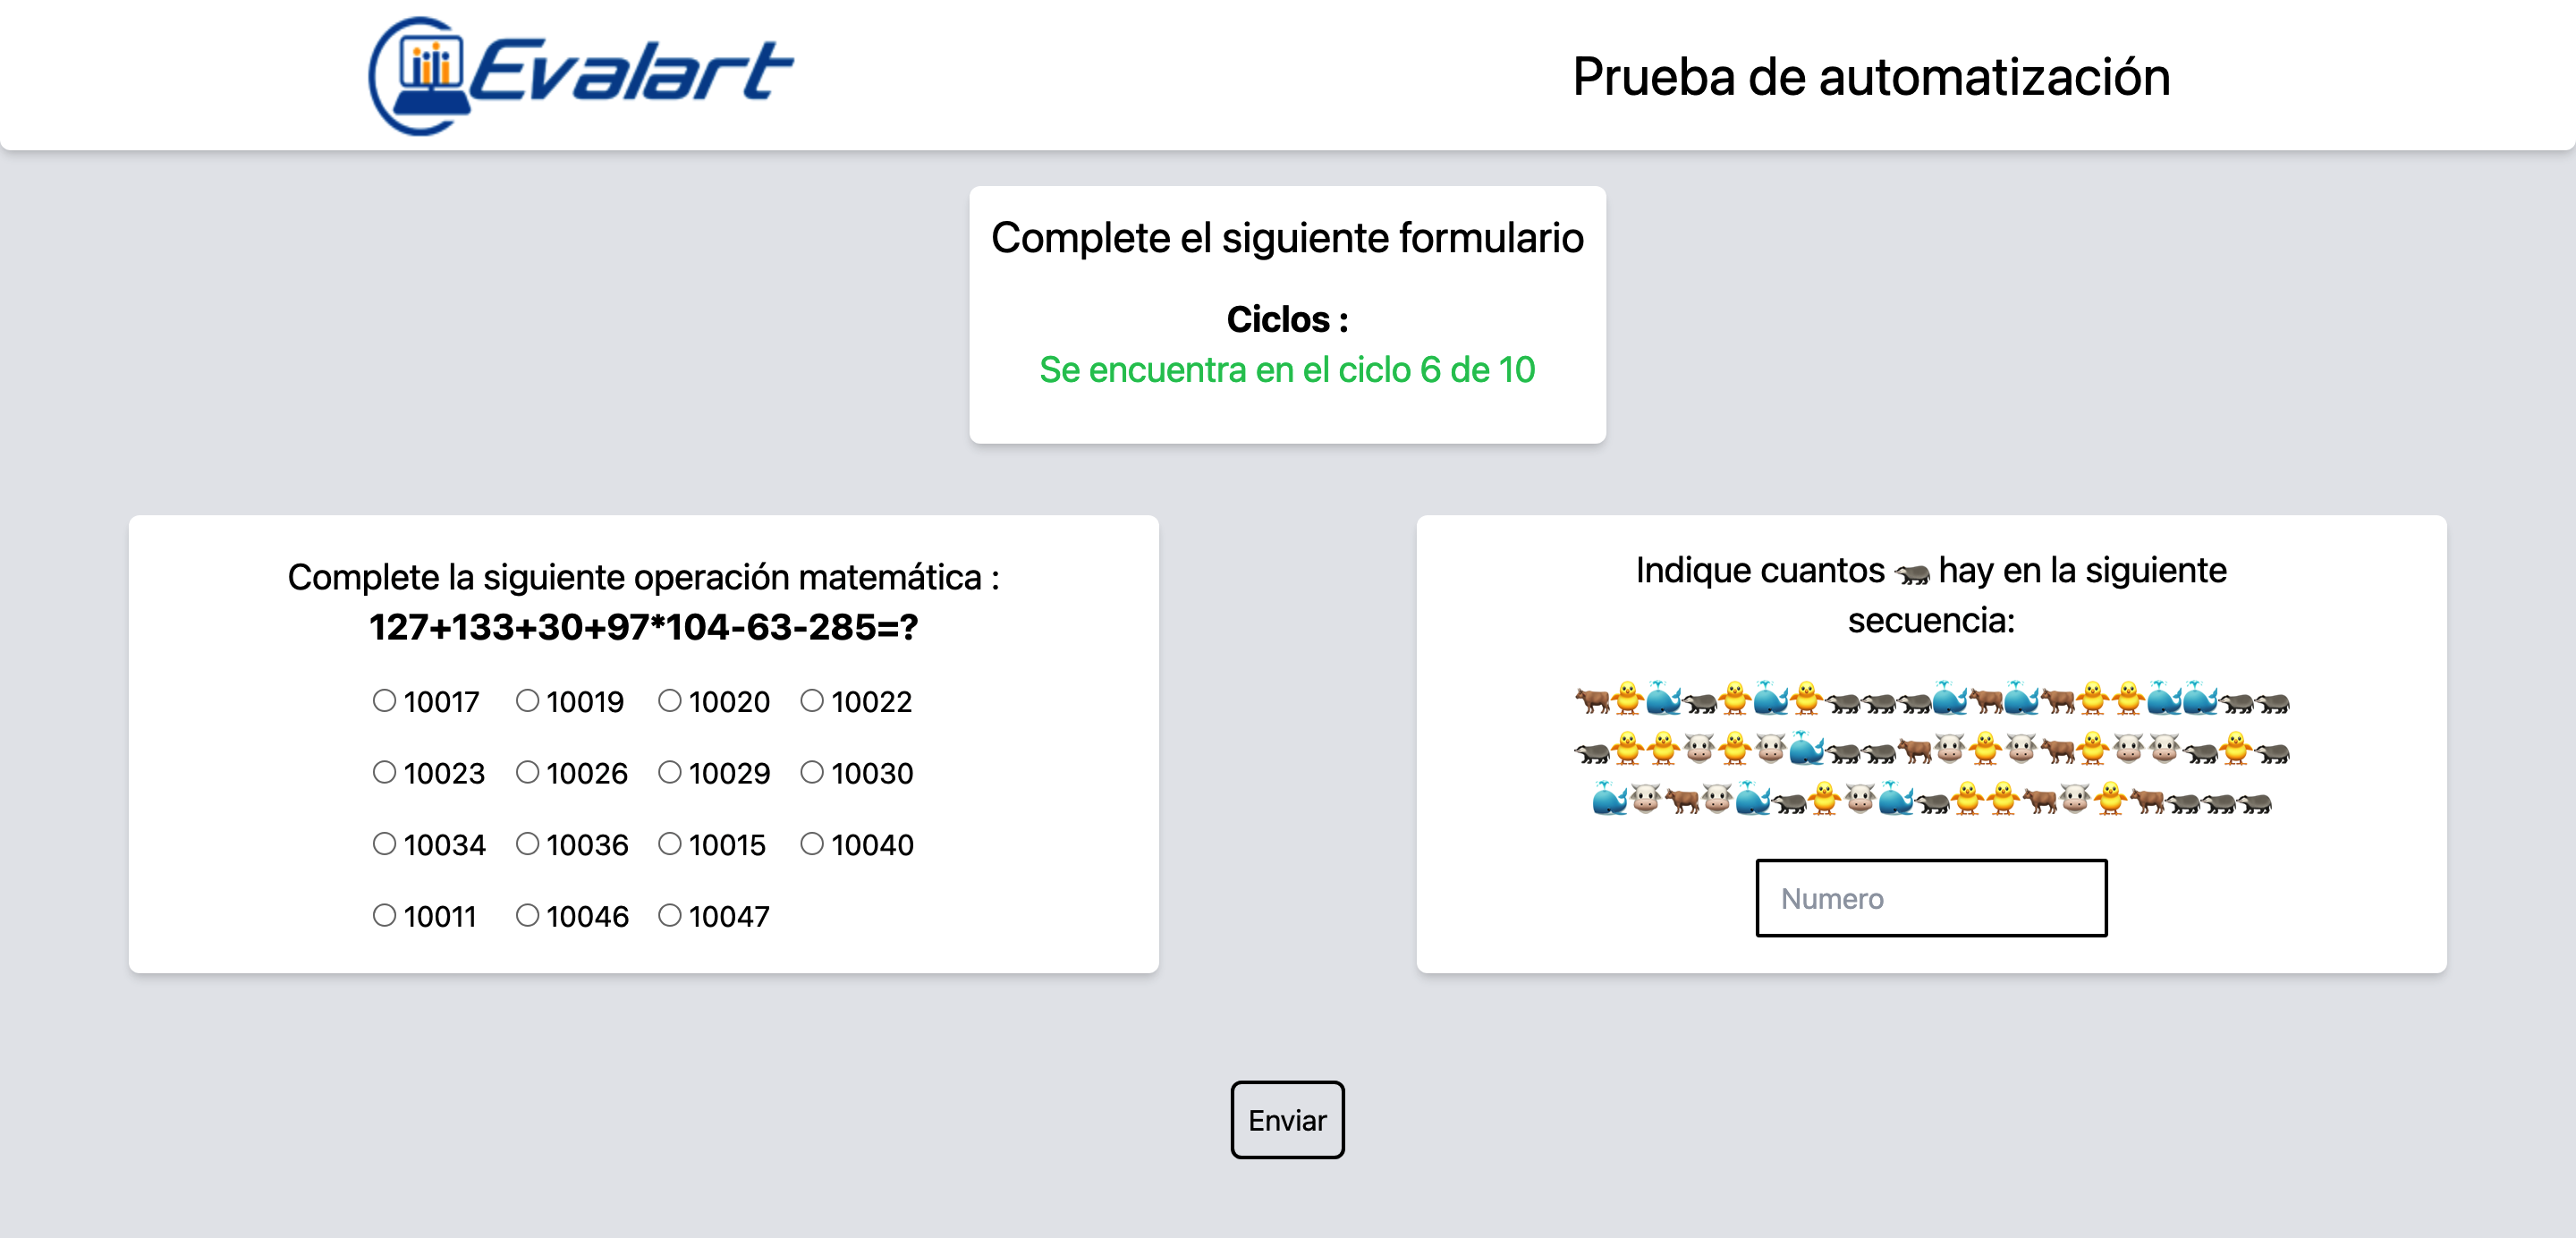 Evalart
Prueba de automatización
Complete el siguiente formulario
Ciclos :
Se encuentra en el ciclo 6 de 10
Complete la siguiente operación matemática :
127+133+30+97*104-63-285=?
10017 10019 10020 10022
10023 10026 10029 10030
10034 10036 10015 10040
10011 10046 10047
Indique cuantos 🦡 hay en la siguiente
secuencia:
🐂🐥🐳🦡🐥🐳🐥🦡🦡🦡🐳🐂🐳🐂🐥🐥🐳🐳🦡🦡
🦡🐥🐥🐮🐥🐮🐳🦡🦡🐂🐮🐥🐮🐂🐥🐮🐮🦡🐥🦡
🐳🐮🐂🐮🐳🦡🐥🐮🐳🦡🐥🐥🐂🐮🐥🐂🦡🦡🦡
Numero
Enviar